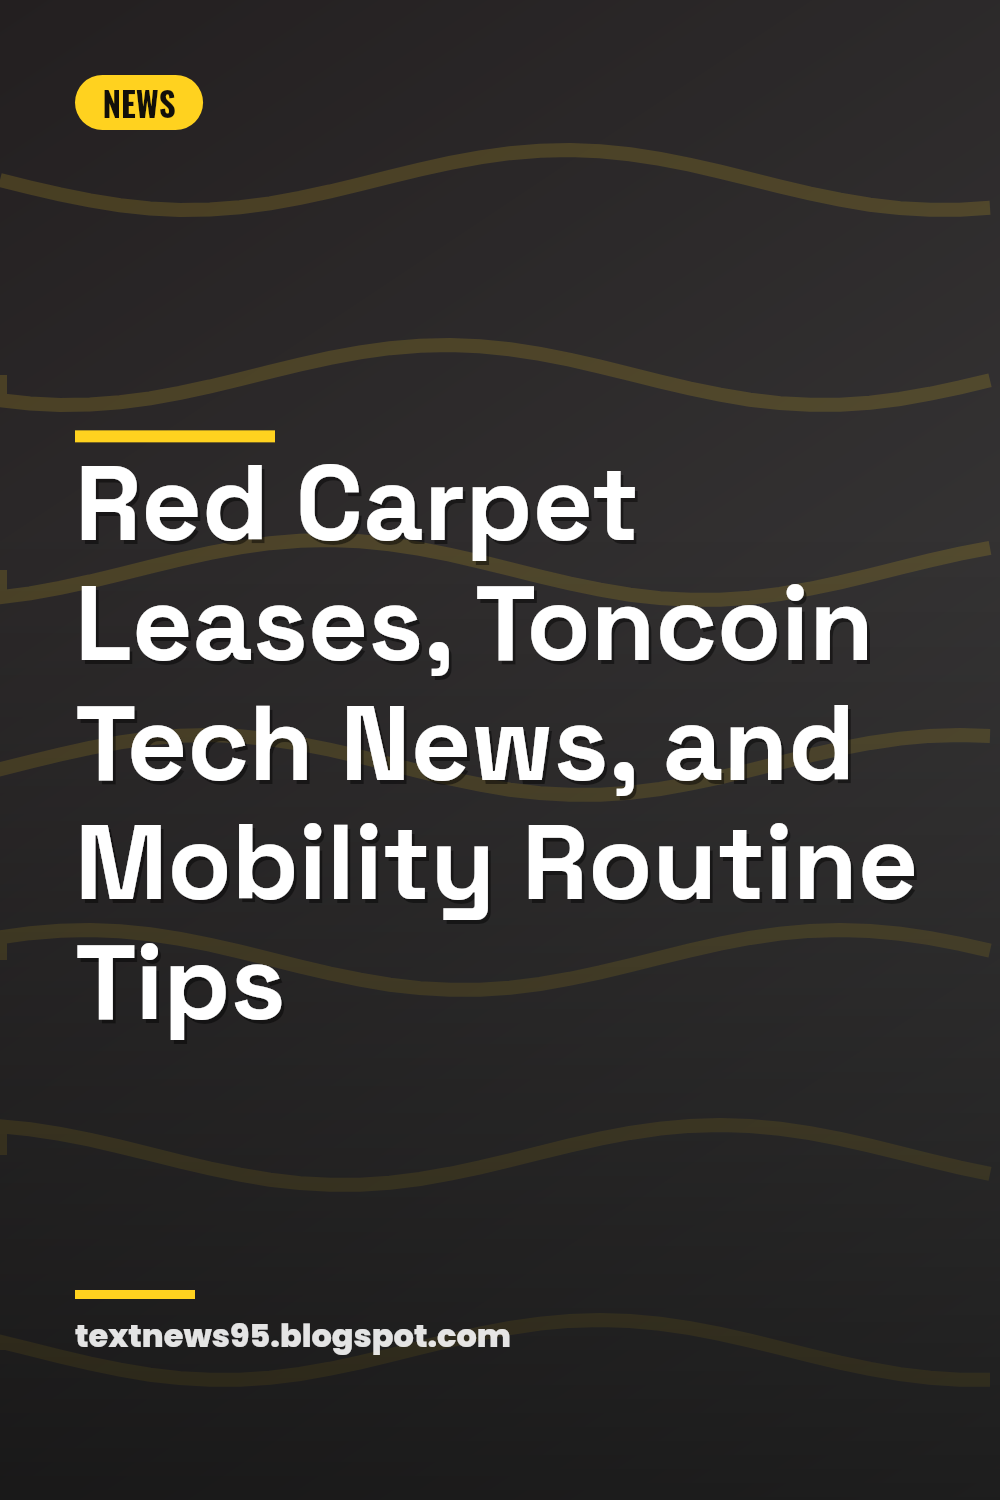 NEWS
Red Carpet
Leases, Toncoin
Tech News, and
Mobility Routine
Tips
textnews95.blogspot.com